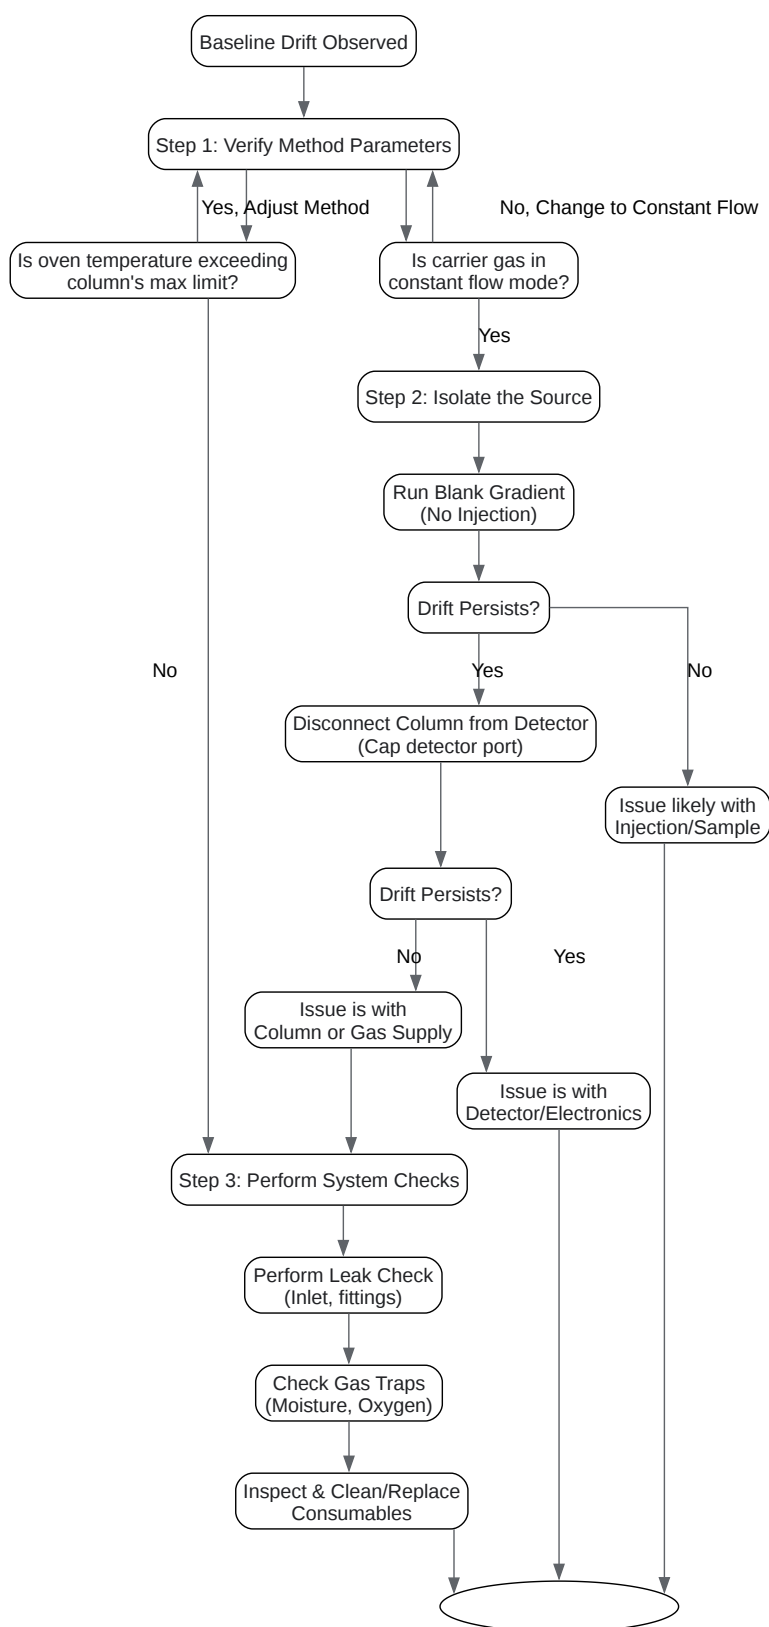 Baseline Drift Observed
Step 1: Verify Method Parameters
Yes, Adjust Method
No, Change to Constant Flow
Is oven temperature exceeding
column's max limit?
Is carrier gas in
constant flow mode?
Yes
Step 2: Isolate the Source
Run Blank Gradient
(No Injection)
Drift Persists?
No
Yes
No
Disconnect Column from Detector
(Cap detector port)
Issue likely with
Injection/Sample
Drift Persists?
No
Yes
Issue is with
Column or Gas Supply
Issue is with
Detector/Electronics
Step 3: Perform System Checks
Perform Leak Check
(Inlet, fittings)
Check Gas Traps
(Moisture, Oxygen)
Inspect & Clean/Replace
Consumables